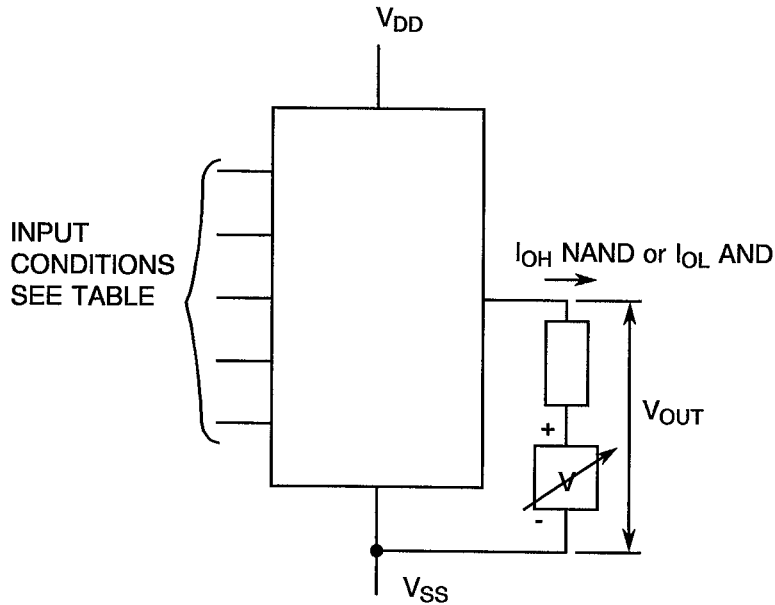 VDD
INPUT
CONDITIONS
SEE TABLE
IOH NAND or IOL AND
VOUT
+
V
-
VSS